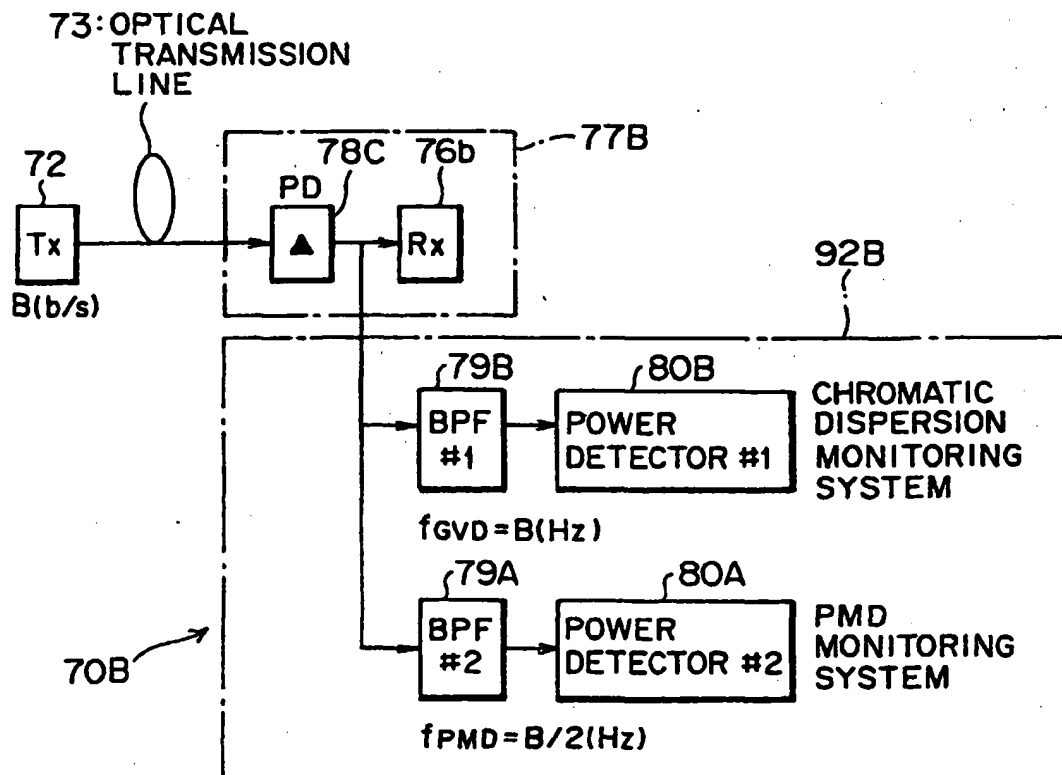 73: OPTICAL
TRANSMISSION
LINE
72
Tx
B(b/s)
PD
78C
76b
Rx
77B
92B
79B
BPF
#1
80B
POWER
DETECTOR #1
CHROMATIC
DISPERSION
MONITORING
SYSTEM
fGVD=B(Hz)
79A
BPF
#2
80A
POWER
DETECTOR #2
PMD
MONITORING
SYSTEM
70B
fPMD=B/2(Hz)